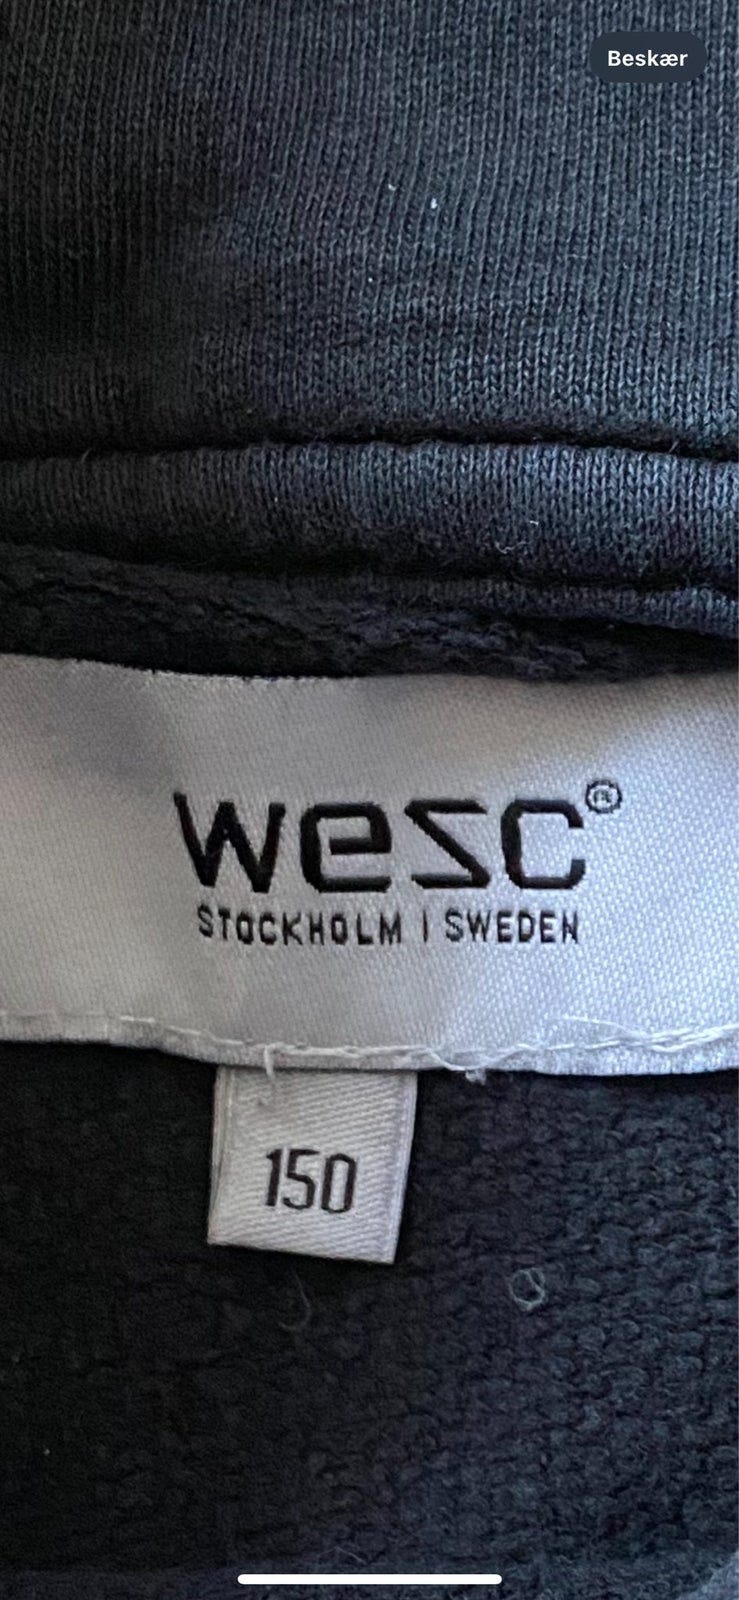 Beskær
wesc®
STOCKHOLM | SWEDEN
150